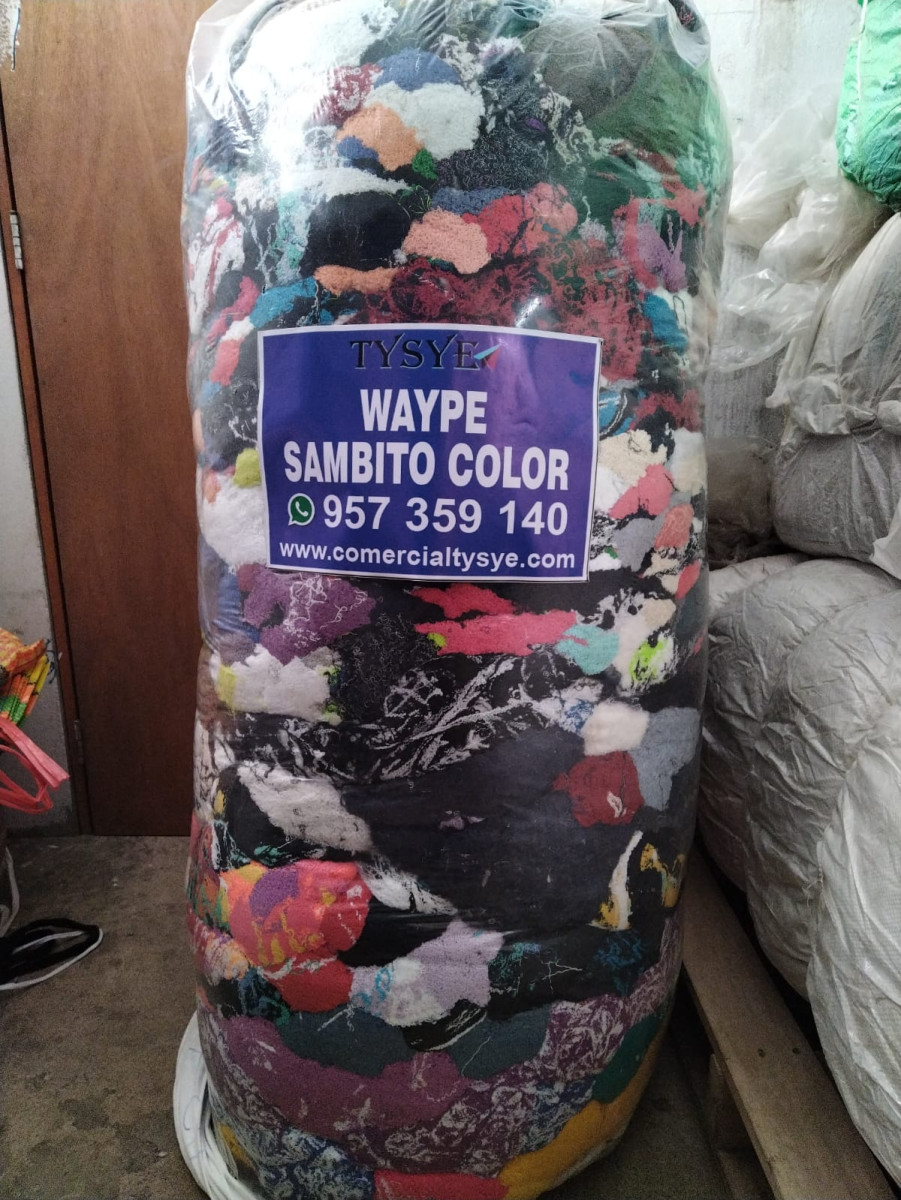 TYSYE
WAYPE
SAMBITO COLOR
957 359 140
www.comercialtysye.com